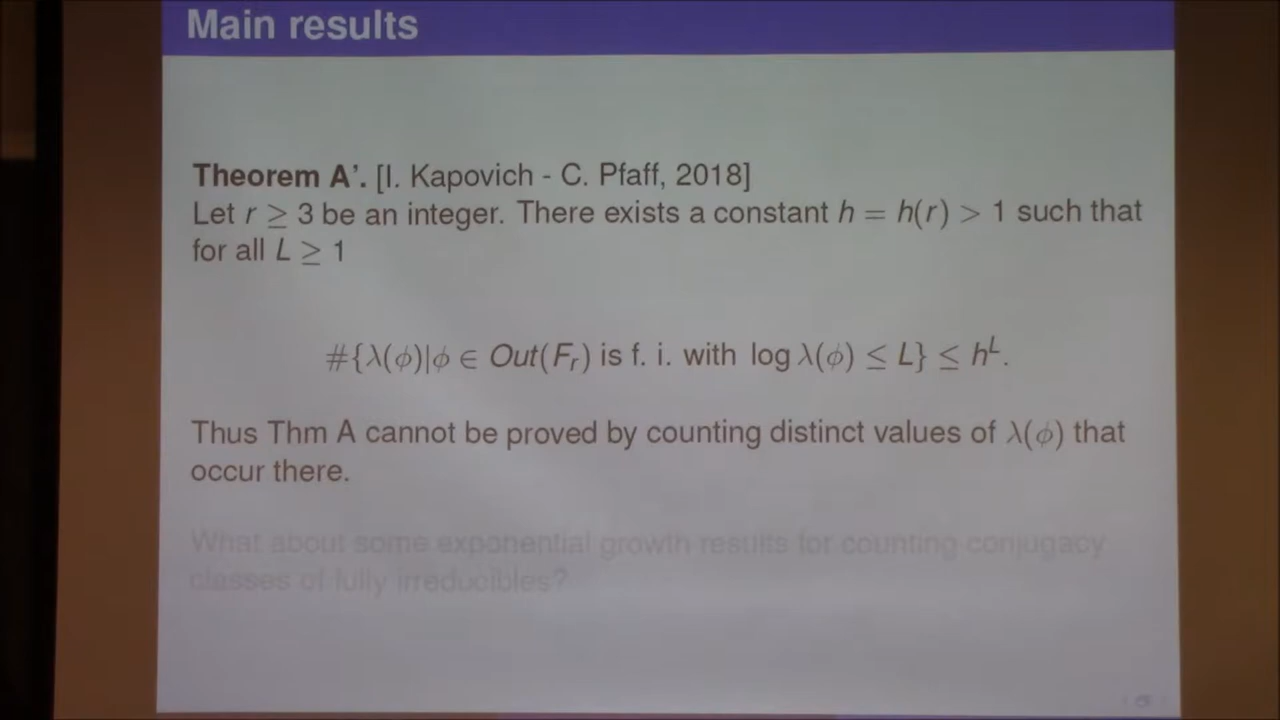 Main results
Theorem A'. [I. Kapovich - C. Pfaff, 2018]
Let r ≥ 3 be an integer. There exists a constant h = h(r) > 1 such that
for all L ≥ 1
#{λ(ϕ)|ϕ ∈ Out(Fᵣ) is f. i. with log λ(ϕ) ≤ L} ≤ hᴸ.
Thus Thm A cannot be proved by counting distinct values of λ(ϕ) that
occur there.
What about some exponential growth results for counting conjugacy
classes of fully irreducibles?